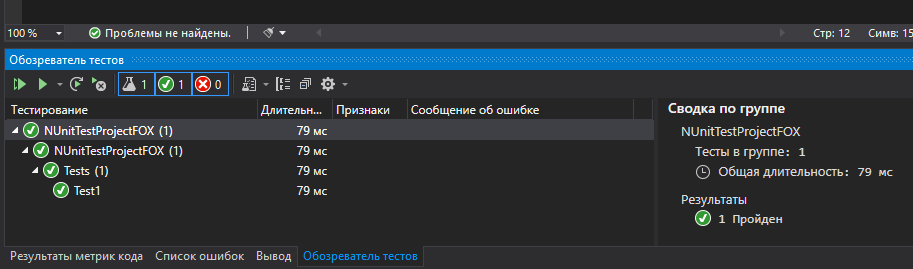 100 %
Проблемы не найдены.
Стр: 12
Симв: 15
Обозреватель тестов
1
1
0
Тестирование Длительн... Признаки Сообщение об ошибке
NUnitTestProjectFOX (1) 79 мс
NUnitTestProjectFOX (1) 79 мс
Tests (1) 79 мс
Test1 79 мс
Сводка по группе
NUnitTestProjectFOX
Тесты в группе: 1
Общая длительность: 79 мс
Результаты
1 Пройден
Результаты метрик кода Список ошибок Вывод Обозреватель тестов